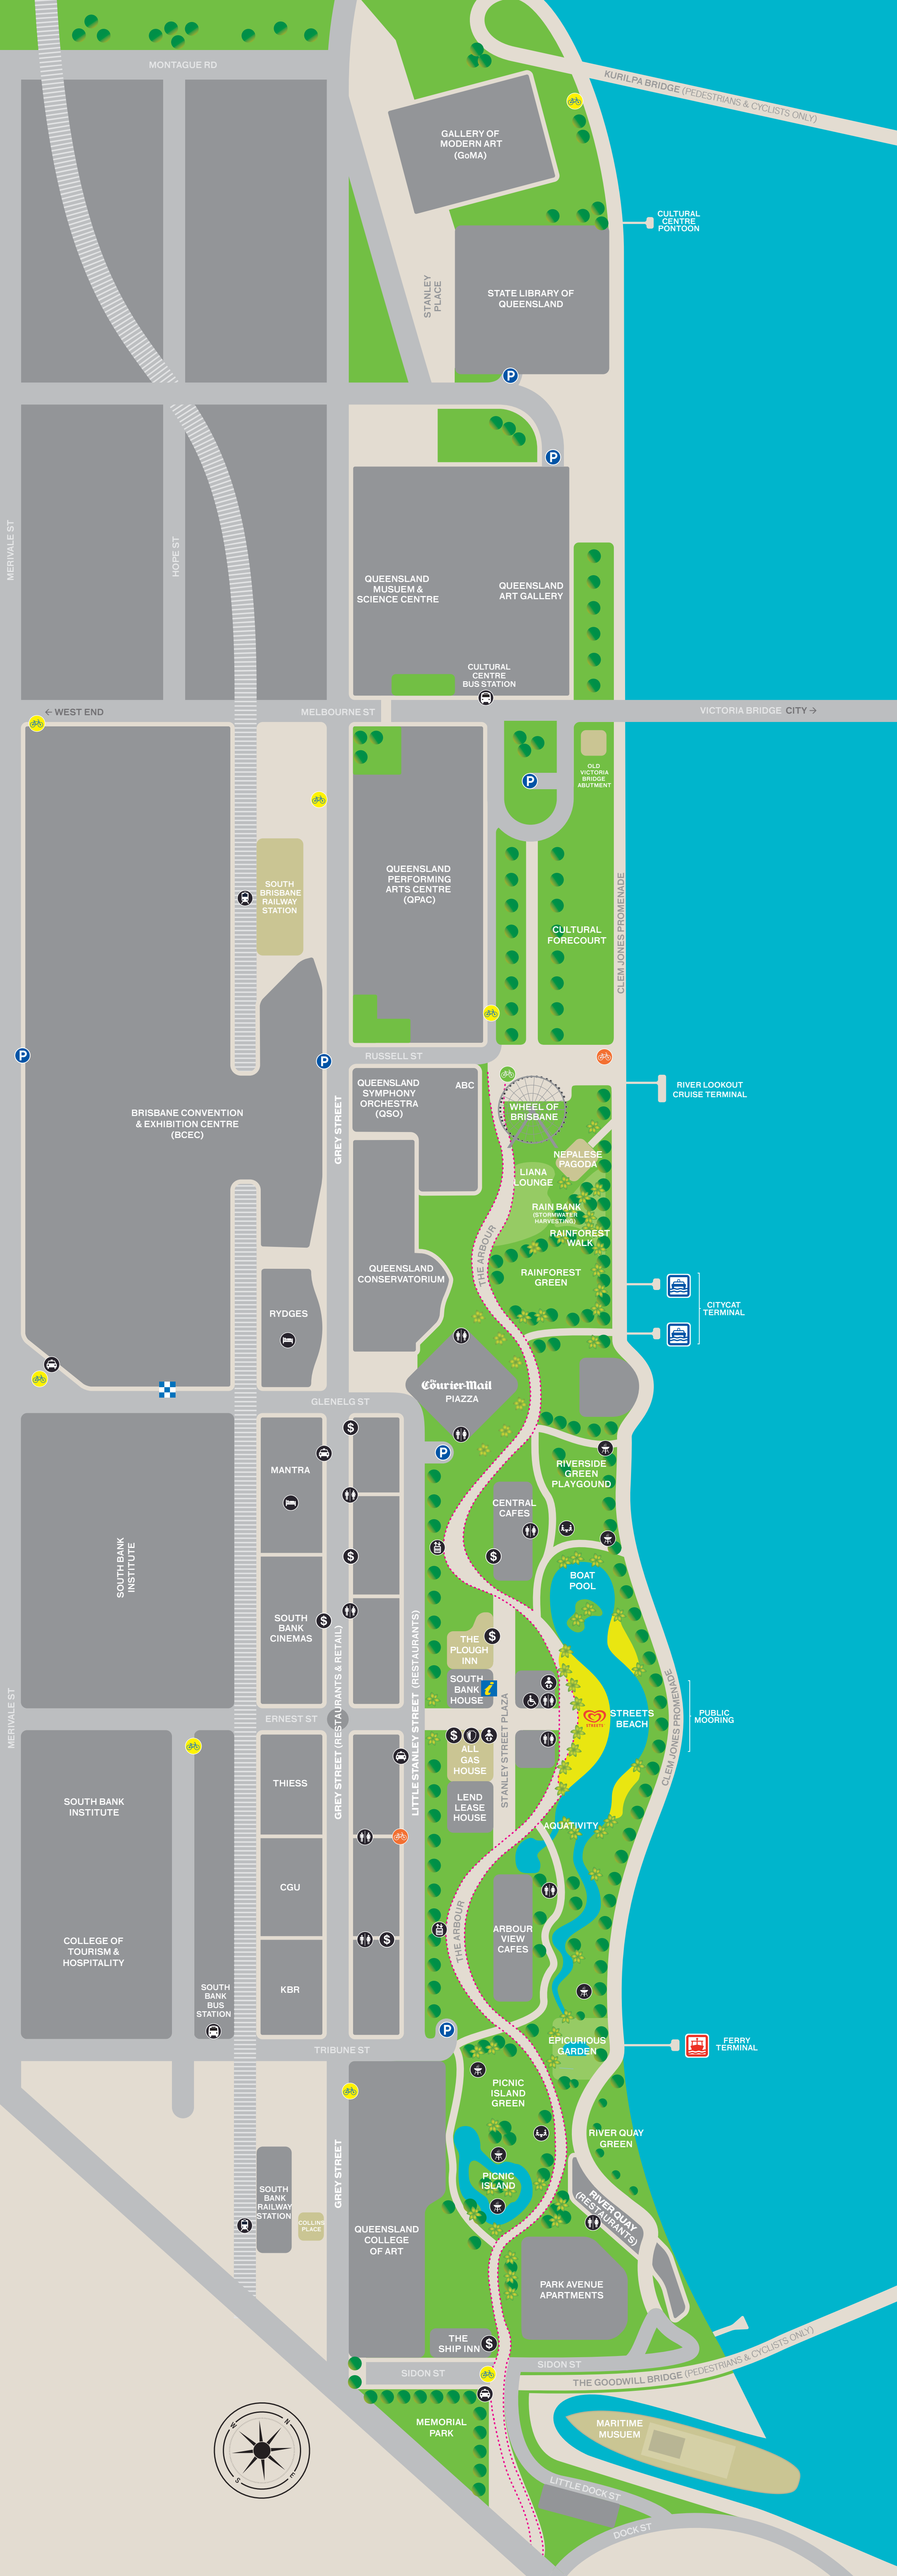 MONTAGUE RD
KURILPA BRIDGE (PEDESTRIANS & CYCLISTS ONLY)
GALLERY OF
MODERN ART
(GoMA)
CULTURAL
CENTRE
PONTOON
STANLEY
PLACE
STATE LIBRARY OF
QUEENSLAND
P
P
MERIVALE ST
HOPE ST
QUEENSLAND
MUSUEM &
SCIENCE CENTRE
QUEENSLAND
ART GALLERY
CULTURAL
CENTRE
BUS STATION
← WEST END
MELBOURNE ST
VICTORIA BRIDGE CITY →
OLD
VICTORIA
BRIDGE
ABUTMENT
P
QUEENSLAND
PERFORMING
ARTS CENTRE
(QPAC)
SOUTH
BRISBANE
RAILWAY
STATION
CULTURAL
FORECOURT
CLEM JONES PROMENADE
P
P
RUSSELL ST
QUEENSLAND
SYMPHONY
ORCHESTRA
(QSO)
ABC
RIVER LOOKOUT
CRUISE TERMINAL
WHEEL OF
BRISBANE
BRISBANE CONVENTION
& EXHIBITION CENTRE
(BCEC)
GREY STREET
NEPALESE
PAGODA
LIANA
LOUNGE
RAIN BANK
(STORMWATER
HARVESTING)
RAINFOREST
WALK
THE ARBOUR
QUEENSLAND
CONSERVATORIUM
RAINFOREST
GREEN
CITYCAT
TERMINAL
RYDGES
The Courier-Mail
PIAZZA
GLENELG ST
$
P
MANTRA
RIVERSIDE
GREEN
PLAYGOUND
CENTRAL
CAFES
SOUTH BANK
INSTITUTE
$
$
BOAT
POOL
SOUTH
BANK
CINEMAS
$
THE
PLOUGH
INN
$
SOUTH
BANK
HOUSE
i
STREETS
STREETS
BEACH
PUBLIC
MOORING
CLEM JONES PROMENADE
MERIVALE ST
ERNEST ST
GREY STREET (RESTAURANTS & RETAIL)
LITTLE STANLEY STREET (RESTAURANTS)
STANLEY STREET PLAZA
$
ALL
GAS
HOUSE
THIESS
SOUTH BANK
INSTITUTE
LEND
LEASE
HOUSE
AQUATIVITY
CGU
THE ARBOUR
ARBOUR
VIEW
CAFES
COLLEGE OF
TOURISM &
HOSPITALITY
$
KBR
SOUTH
BANK
BUS
STATION
P
EPICURIOUS
GARDEN
FERRY
TERMINAL
TRIBUNE ST
PICNIC
ISLAND
GREEN
RIVER QUAY
GREEN
PICNIC
ISLAND
GREY STREET
SOUTH
BANK
RAILWAY
STATION
COLLINS
PLACE
RIVER QUAY
(RESTAURANTS)
QUEENSLAND
COLLEGE
OF ART
PARK AVENUE
APARTMENTS
THE
SHIP INN
$
SIDON ST
SIDON ST
THE GOODWILL BRIDGE (PEDESTRIANS & CYCLISTS ONLY)
MEMORIAL
PARK
MARITIME
MUSUEM
N
W
E
S
LITTLE DOCK ST
DOCK ST